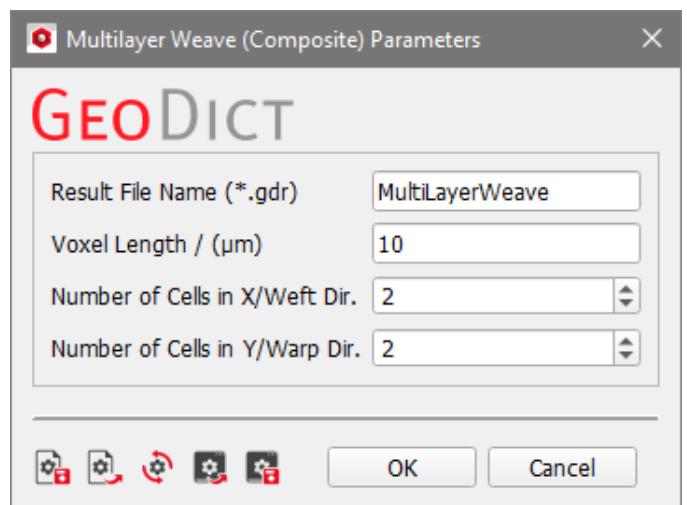 Multilayer Weave (Composite) Parameters
GEODICT
Result File Name (*.gdr) MultiLayerWeave
Voxel Length / (µm) 10
Number of Cells in X/Weft Dir. 2
Number of Cells in Y/Warp Dir. 2
OK Cancel